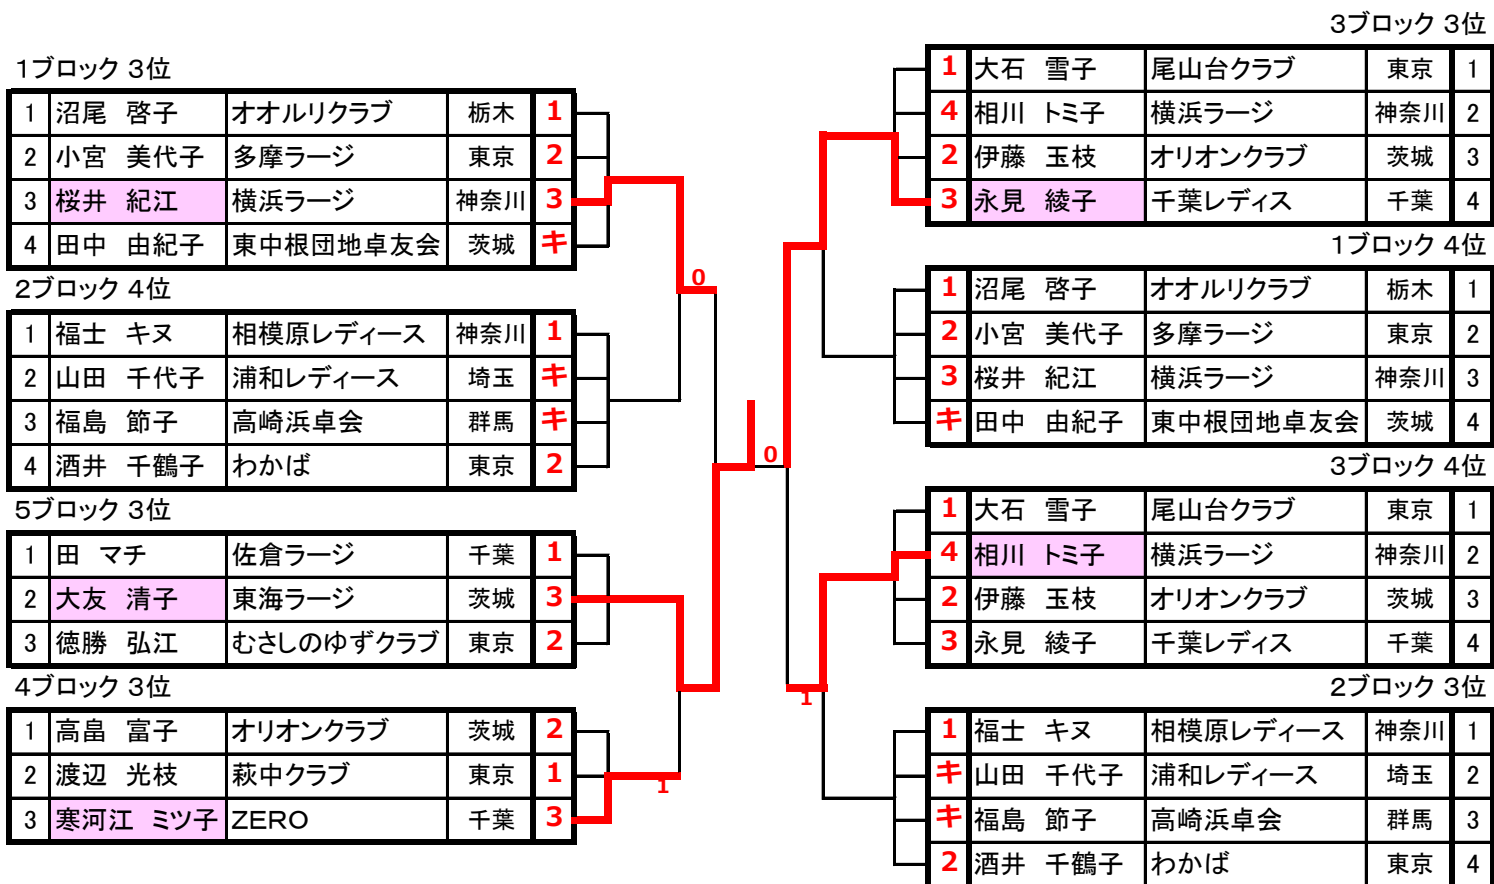 1ブロック 3位
1 沼尾 啓子 オオルリクラブ 栃木 1
2 小宮 美代子 多摩ラージ 東京 2
3 桜井 紀江 横浜ラージ 神奈川 3
4 田中 由紀子 東中根団地卓友会 茨城 キ
2ブロック 4位
1 福士 キヌ 相模原レディース 神奈川 1
2 山田 千代子 浦和レディース 埼玉 キ
3 福島 節子 高崎浜卓会 群馬 キ
4 酒井 千鶴子 わかば 東京 2
5ブロック 3位
1 田 マチ 佐倉ラージ 千葉 1
2 大友 清子 東海ラージ 茨城 3
3 徳勝 弘江 むさしのゆずクラブ 東京 2
4ブロック 3位
1 高畠 富子 オリオンクラブ 茨城 2
2 渡辺 光枝 萩中クラブ 東京 1
3 寒河江 ミツ子 ZERO 千葉 3
0
1
0
1
3ブロック 3位
1 大石 雪子 尾山台クラブ 東京 1
4 相川 トミ子 横浜ラージ 神奈川 2
2 伊藤 玉枝 オリオンクラブ 茨城 3
3 永見 綾子 千葉レディス 千葉 4
1ブロック 4位
1 沼尾 啓子 オオルリクラブ 栃木 1
2 小宮 美代子 多摩ラージ 東京 2
3 桜井 紀江 横浜ラージ 神奈川 3
キ 田中 由紀子 東中根団地卓友会 茨城 4
3ブロック 4位
1 大石 雪子 尾山台クラブ 東京 1
4 相川 トミ子 横浜ラージ 神奈川 2
2 伊藤 玉枝 オリオンクラブ 茨城 3
3 永見 綾子 千葉レディス 千葉 4
2ブロック 3位
1 福士 キヌ 相模原レディース 神奈川 1
キ 山田 千代子 浦和レディース 埼玉 2
キ 福島 節子 高崎浜卓会 群馬 3
2 酒井 千鶴子 わかば 東京 4